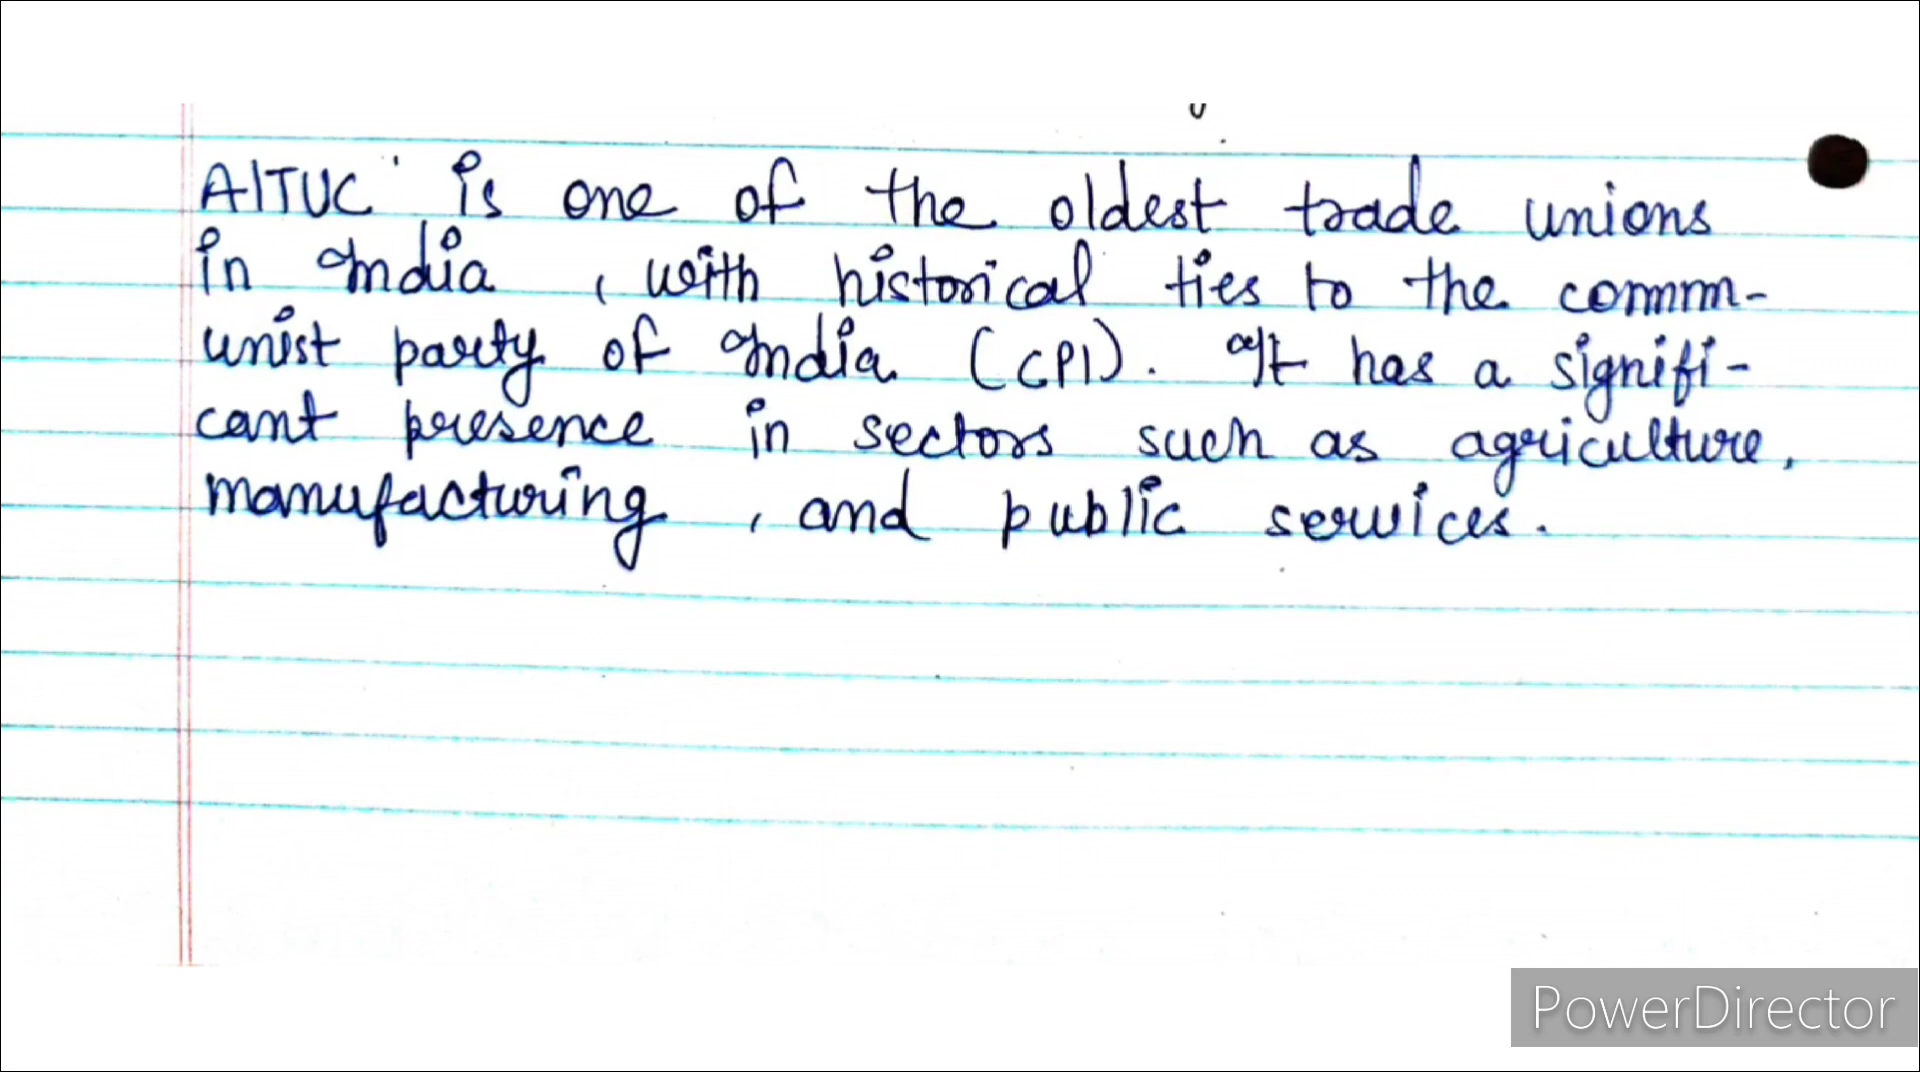 AITUC is one of the oldest trade unions
in India , with historical ties to the comm-
unist party of India (CPI). It has a signifi-
cant presence in sectors such as agriculture,
manufacturing , and public services.
PowerDirector